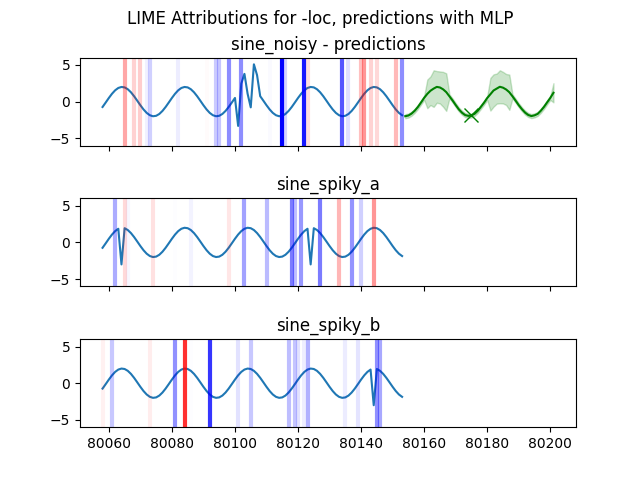 LIME Attributions for -loc, predictions with MLP
sine_noisy - predictions
5
0
−5
sine_spiky_a
5
0
−5
sine_spiky_b
5
0
−5
80060 80080 80100 80120 80140 80160 80180 80200